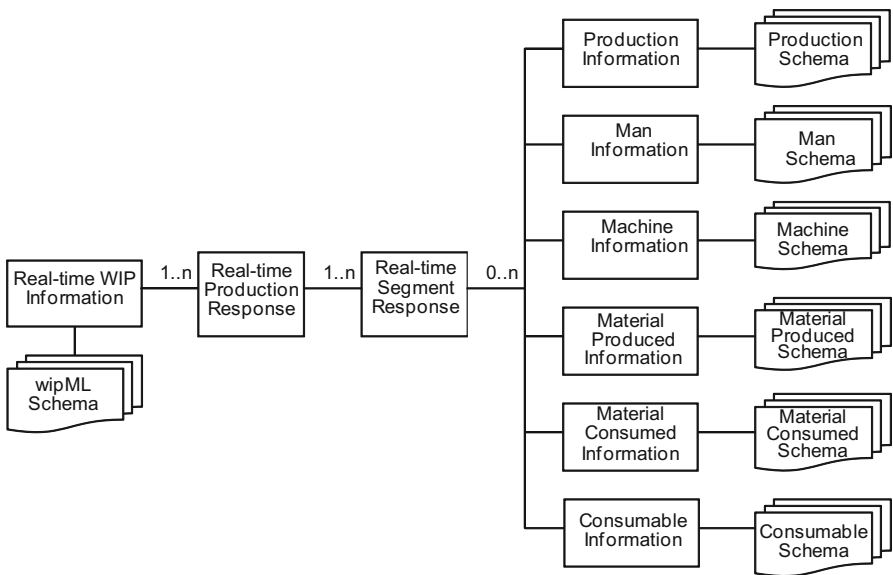 Production
Information
Production
Schema
Man
Information
Man
Schema
Machine
Information
Machine
Schema
Real-time WIP
Information
1..n
Real-time
Production
Response
1..n
Real-time
Segment
Response
0..n
Material
Produced
Information
Material
Produced
Schema
wipML
Schema
Material
Consumed
Information
Material
Consumed
Schema
Consumable
Information
Consumable
Schema